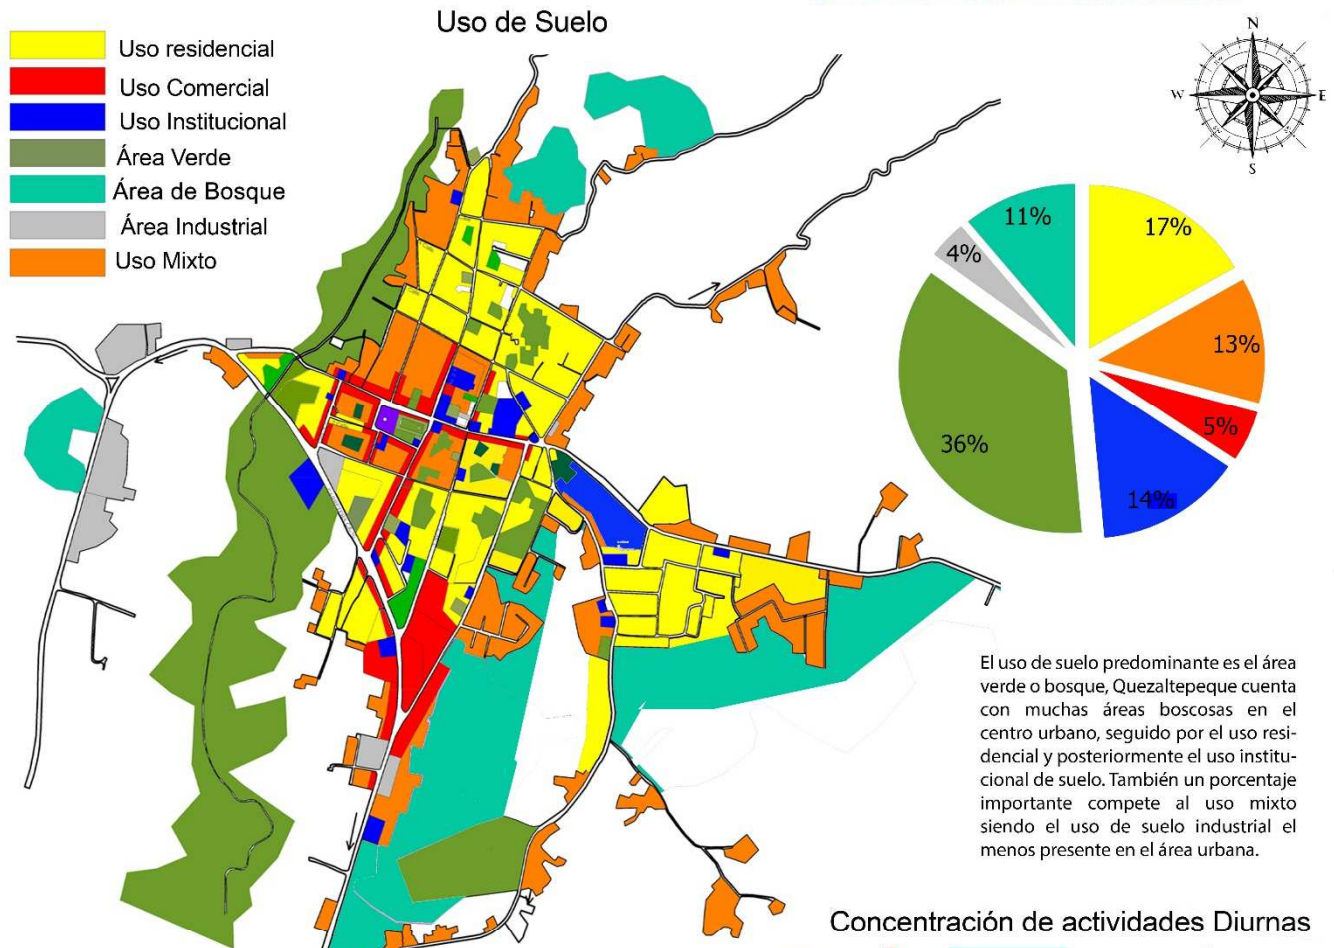 Uso de Suelo
Uso residencial
Uso Comercial
Uso Institucional
Área Verde
Área de Bosque
Área Industrial
Uso Mixto
N
W
E
S
11%
17%
4%
13%
5%
36%
14%
El uso de suelo predominante es el área
verde o bosque, Quezaltepeque cuenta
con muchas áreas boscosas en el
centro urbano, seguido por el uso resi-
dencial y posteriormente el uso institu-
cional de suelo. También un porcentaje
importante compete al uso mixto
siendo el uso de suelo industrial el
menos presente en el área urbana.
Concentración de actividades Diurnas